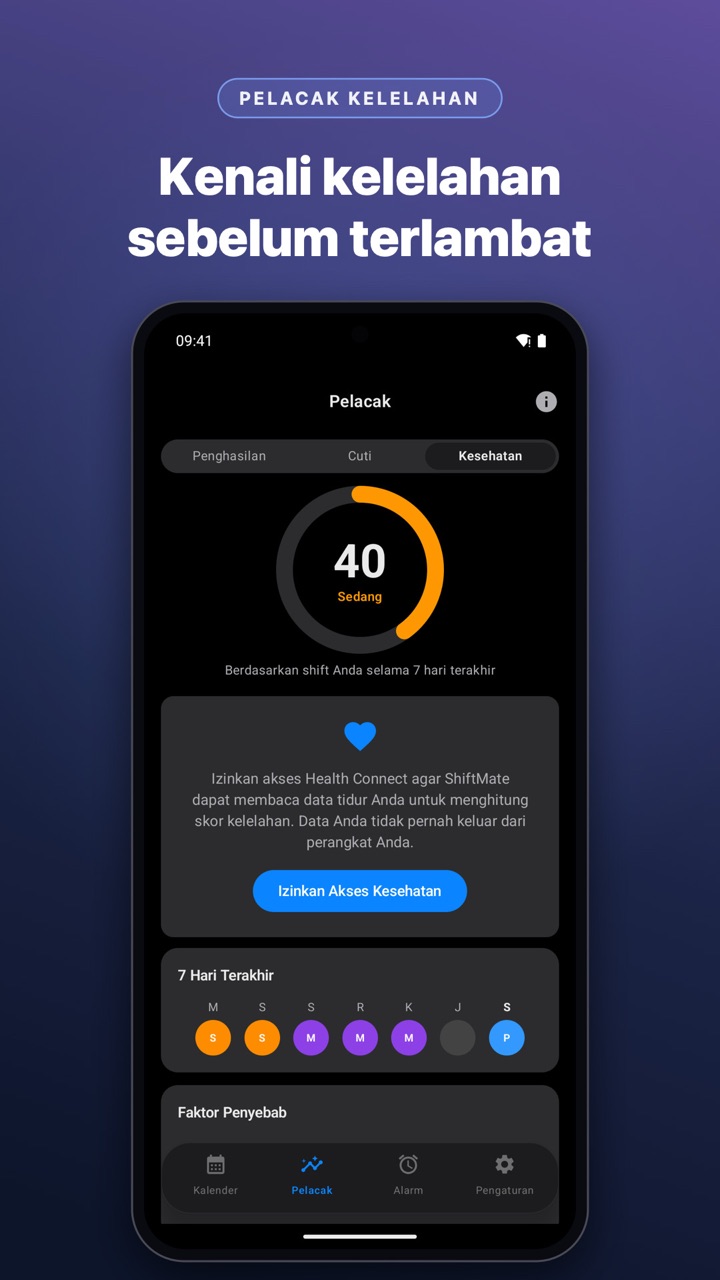 PELACAK KELELAHAN
Kenali kelelahan
sebelum terlambat
09:41
Pelacak
Penghasilan Cuti Kesehatan
40
Sedang
Berdasarkan shift Anda selama 7 hari terakhir
Izinkan akses Health Connect agar ShiftMate
dapat membaca data tidur Anda untuk menghitung
skor kelelahan. Data Anda tidak pernah keluar dari
perangkat Anda.
Izinkan Akses Kesehatan
7 Hari Terakhir
M S S R K J S
S S M M M P
Faktor Penyebab
Kalender Pelacak Alarm Pengaturan